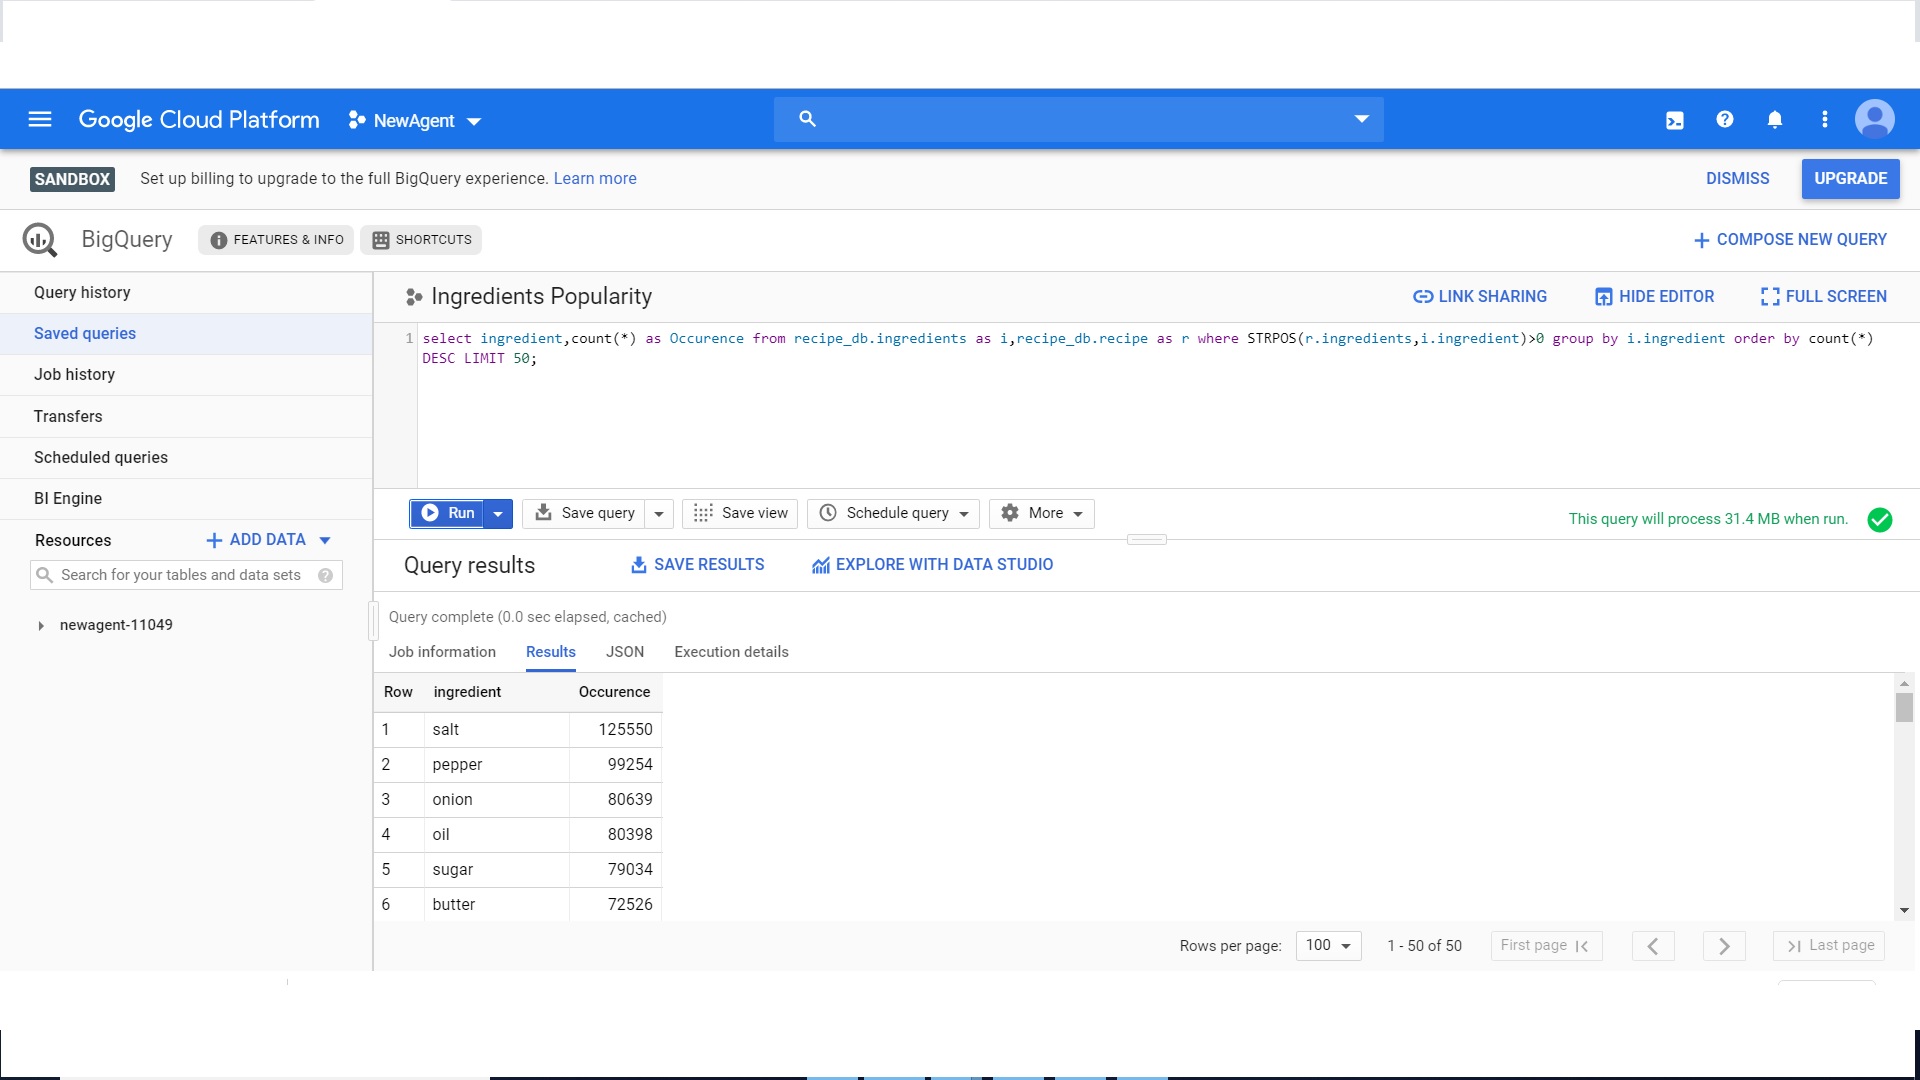 Google Cloud Platform NewAgent
SANDBOX Set up billing to upgrade to the full BigQuery experience. Learn more DISMISS UPGRADE
BigQuery FEATURES & INFO SHORTCUTS COMPOSE NEW QUERY
Query history
Saved queries
Job history
Transfers
Scheduled queries
BI Engine
Resources ADD DATA
Search for your tables and data sets
newagent-11049
Ingredients Popularity LINK SHARING HIDE EDITOR FULL SCREEN
1 select ingredient,count(*) as Occurence from recipe_db.ingredients as i,recipe_db.recipe as r where STRPOS(r.ingredients,i.ingredient)>0 group by i.ingredient order by count(*)
DESC LIMIT 50;
Run Save query Save view Schedule query More This query will process 31.4 MB when run.
Query results SAVE RESULTS EXPLORE WITH DATA STUDIO
Query complete (0.0 sec elapsed, cached)
Job information Results JSON Execution details
Row ingredient Occurence
1 salt 125550
2 pepper 99254
3 onion 80639
4 oil 80398
5 sugar 79034
6 butter 72526
Rows per page: 100 1 - 50 of 50 First page Last page